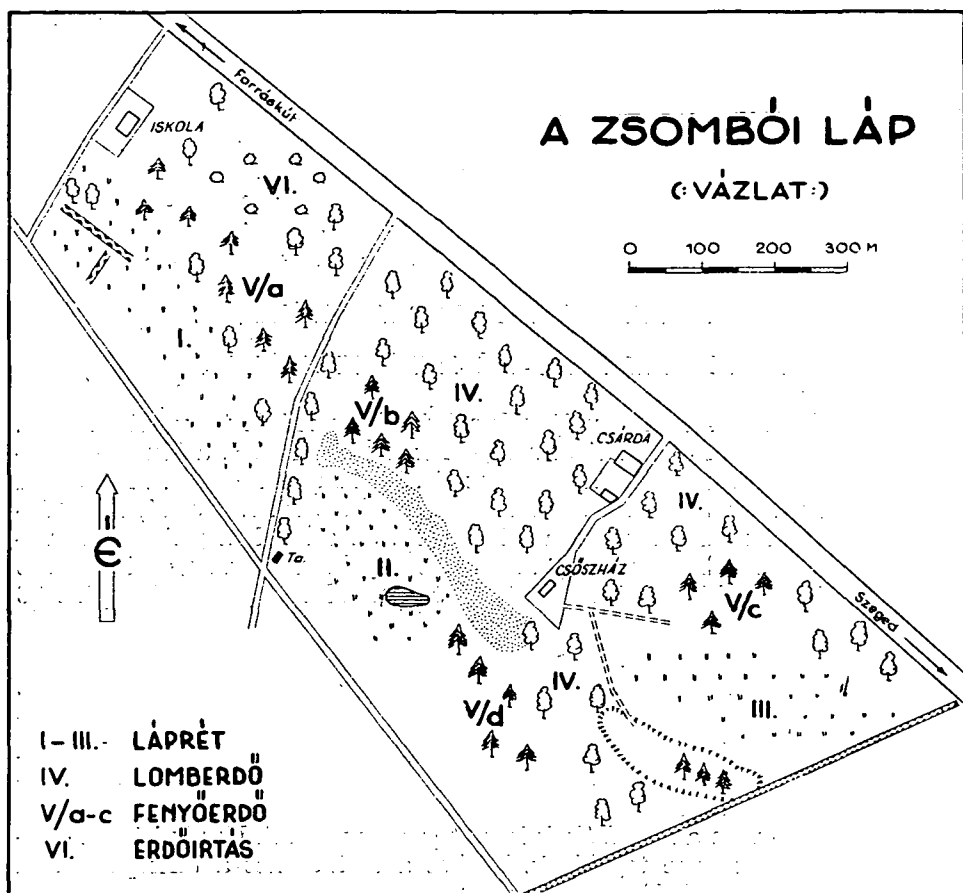 A ZSOMBÓI LÁP
(:VÁZLAT:)
0 100 200 300 M
Forráskút
ISKOLA
VI.
V/a
I.
IV.
V/b
CSÁRDA
IV.
É
Ta.
II.
CSŐSZHÁZ
V/c
Szeged
IV.
V/d
III.
I-III.- LÁPRÉT
IV. LOMBERDŐ
V/a-c FENYŐERDŐ
VI. ERDŐIRTÁS